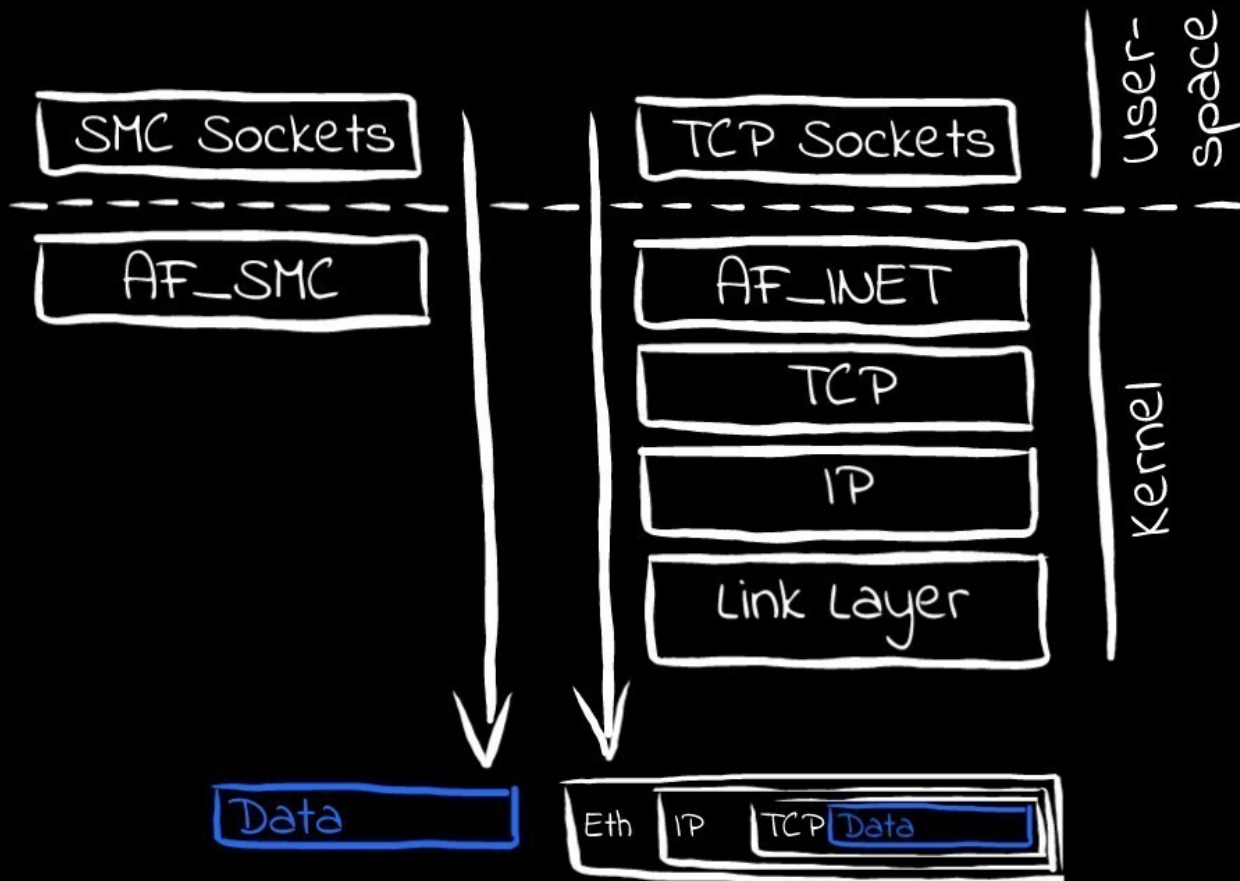 SMC Sockets
TCP Sockets
user-
space
AF_SMC
AF_INET
TCP
IP
Link Layer
Kernel
Data
Eth
IP
TCP
Data